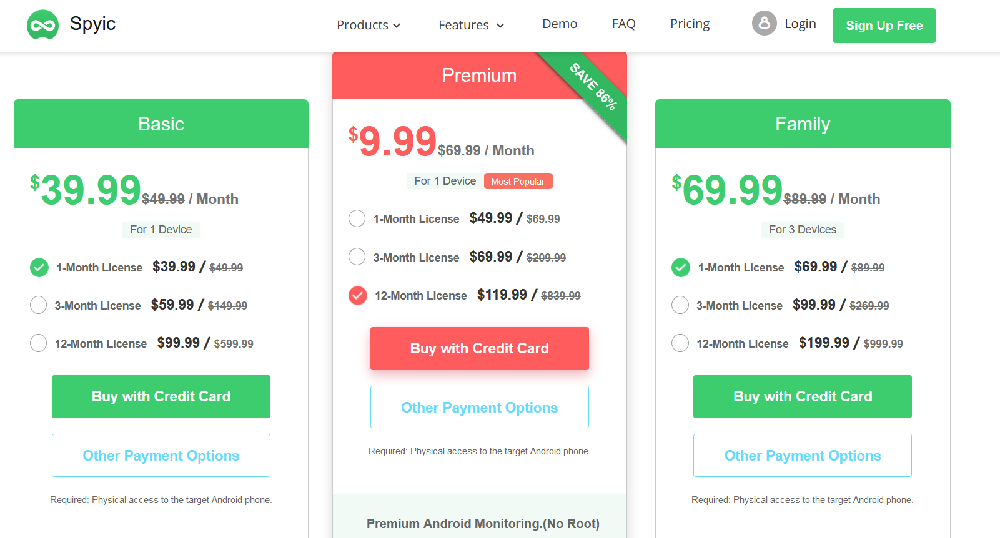 Spyic
Products
Features
Demo
FAQ
Pricing
Login
Sign Up Free
Basic
$39.99 $49.99 / Month
For 1 Device
1-Month License $39.99 / $49.99
3-Month License $59.99 / $149.99
12-Month License $99.99 / $599.99
Buy with Credit Card
Other Payment Options
Required: Physical access to the target Android phone.
Premium
SAVE 86%
$9.99 $69.99 / Month
For 1 Device
Most Popular
1-Month License $49.99 / $69.99
3-Month License $69.99 / $209.99
12-Month License $119.99 / $839.99
Buy with Credit Card
Other Payment Options
Required: Physical access to the target Android phone.
Premium Android Monitoring.(No Root)
Family
$69.99 $89.99 / Month
For 3 Devices
1-Month License $69.99 / $89.99
3-Month License $99.99 / $269.99
12-Month License $199.99 / $999.99
Buy with Credit Card
Other Payment Options
Required: Physical access to the target Android phone.